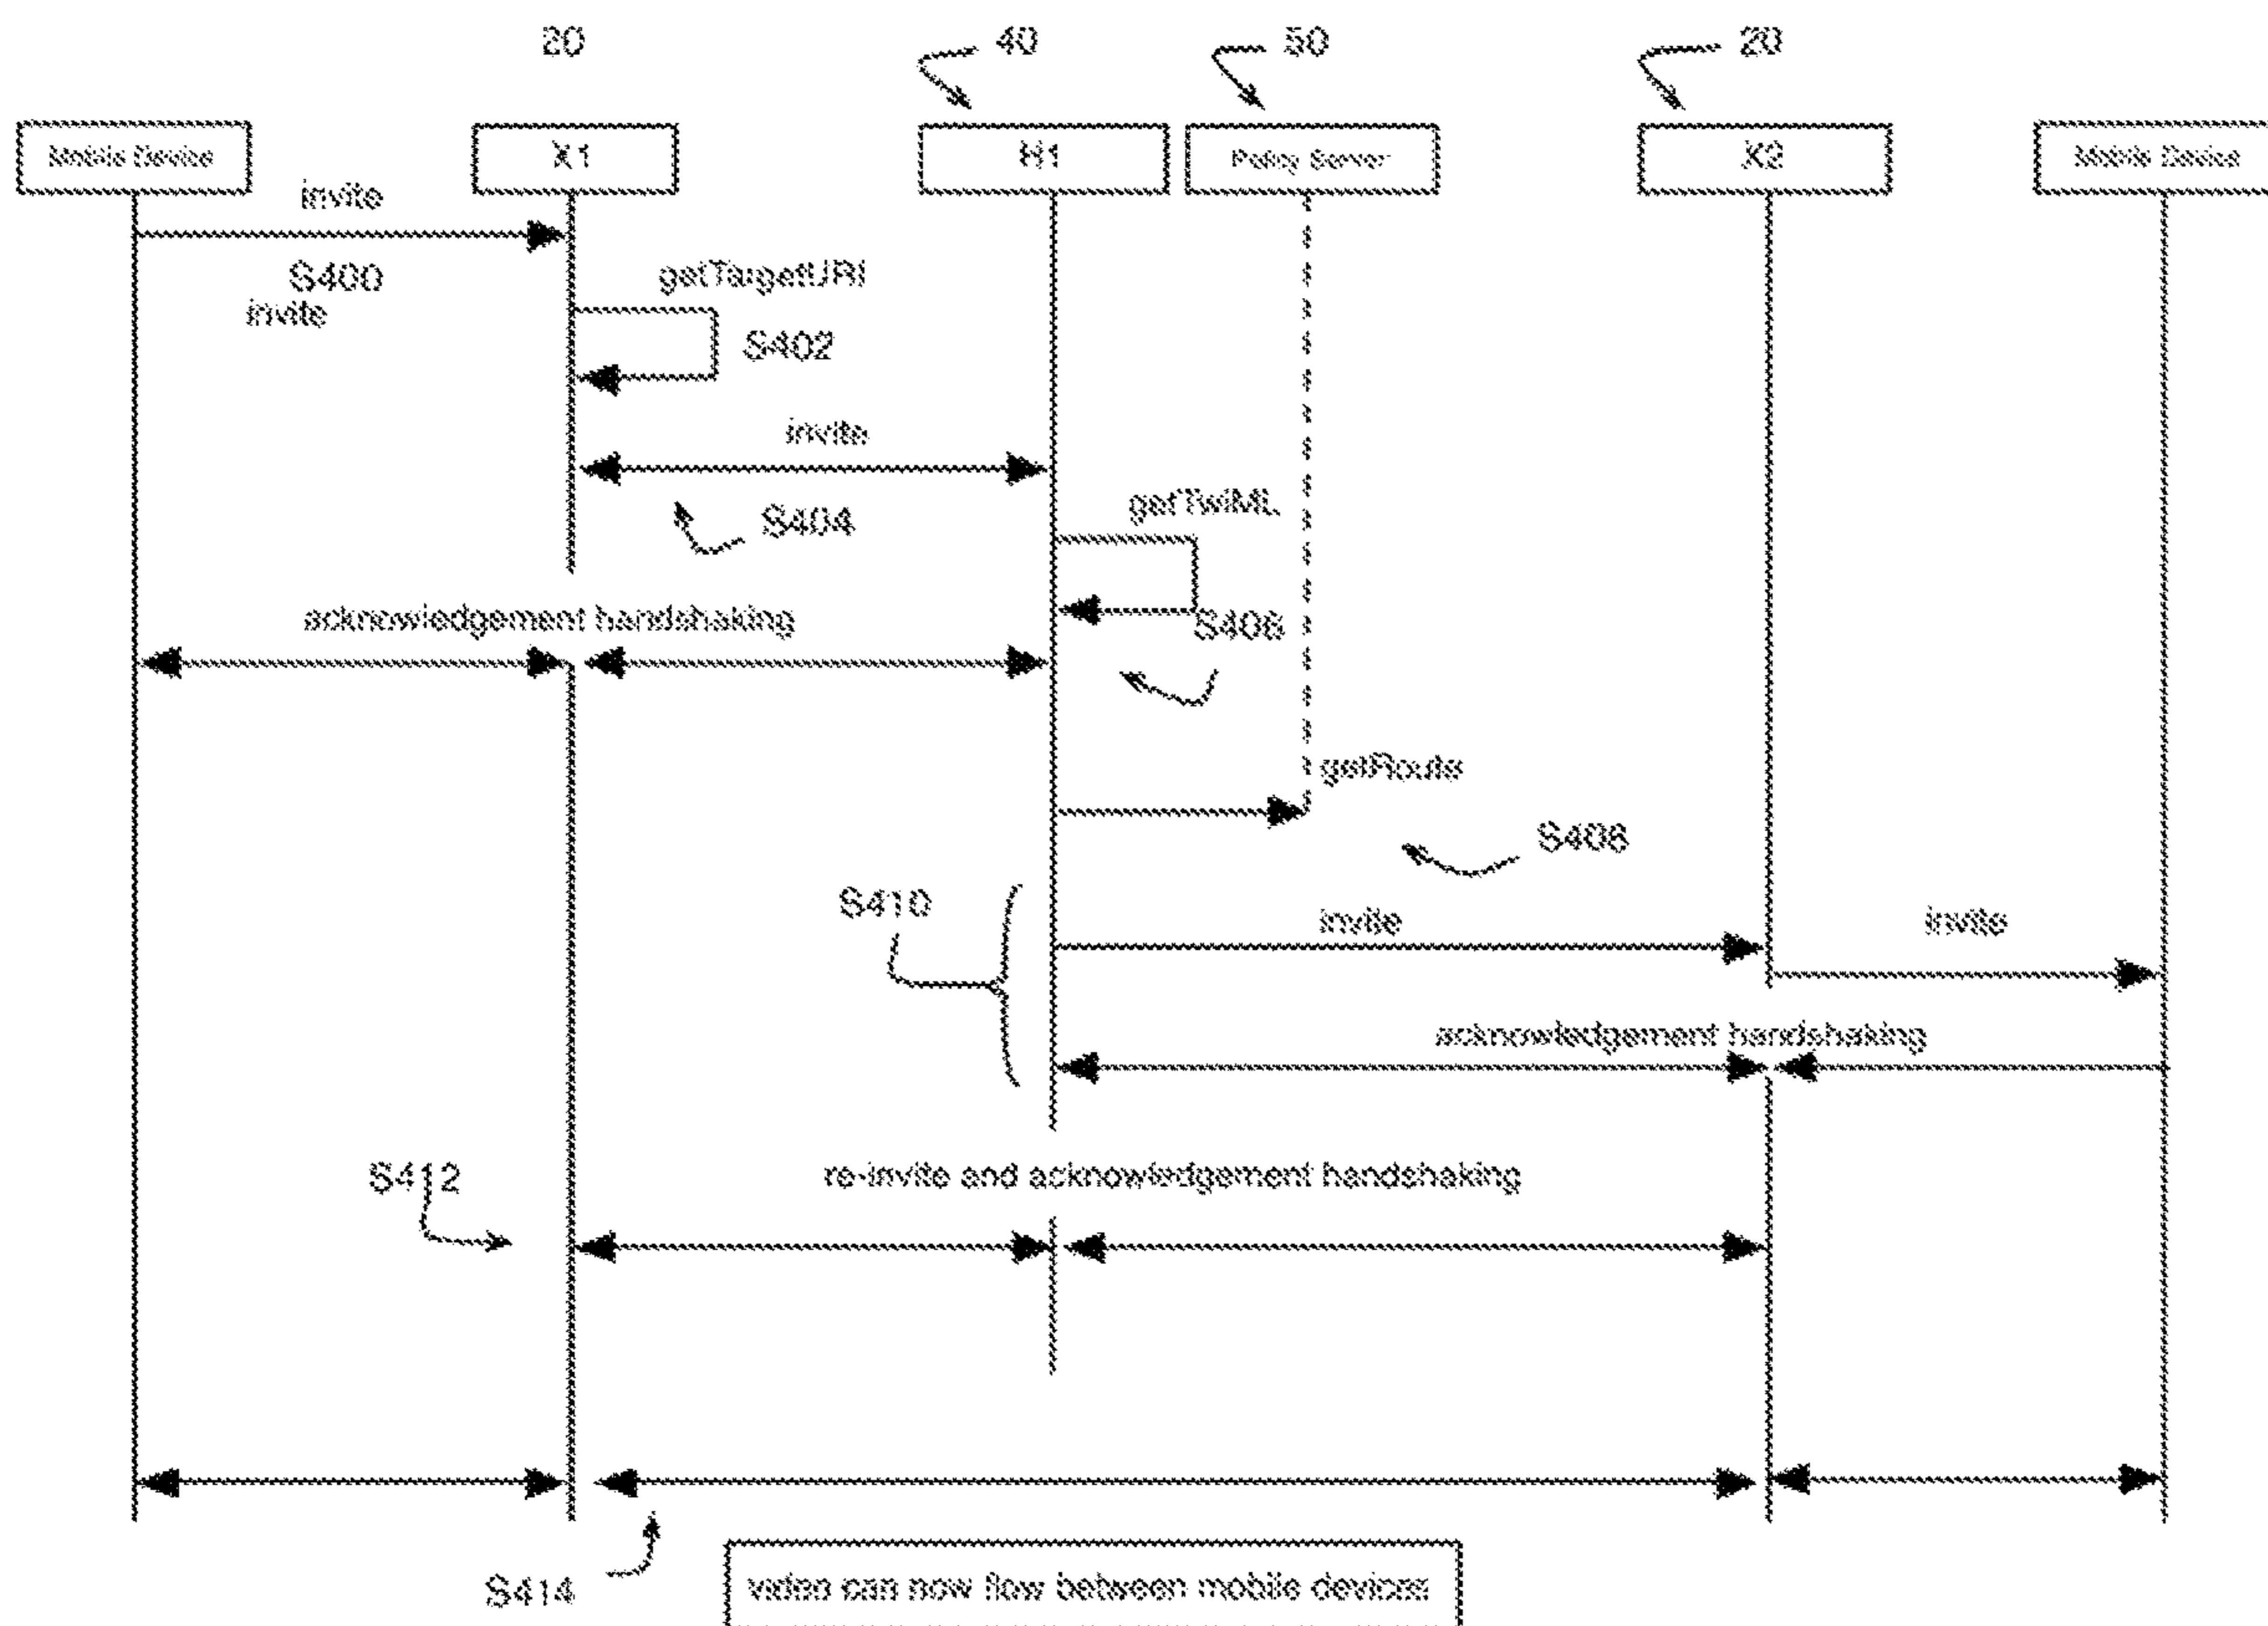 20
40
50
20
Mobile Device
X1
H1
Policy Server
X2
Mobile Device
invite
S400
getTargetURI
invite
S402
invite
getTwiML
S404
acknowledgement handshaking
S406
getRoute
S408
S410
invite
invite
acknowledgement handshaking
S412
re-invite and acknowledgement handshaking
S414
video can now flow between mobile devices